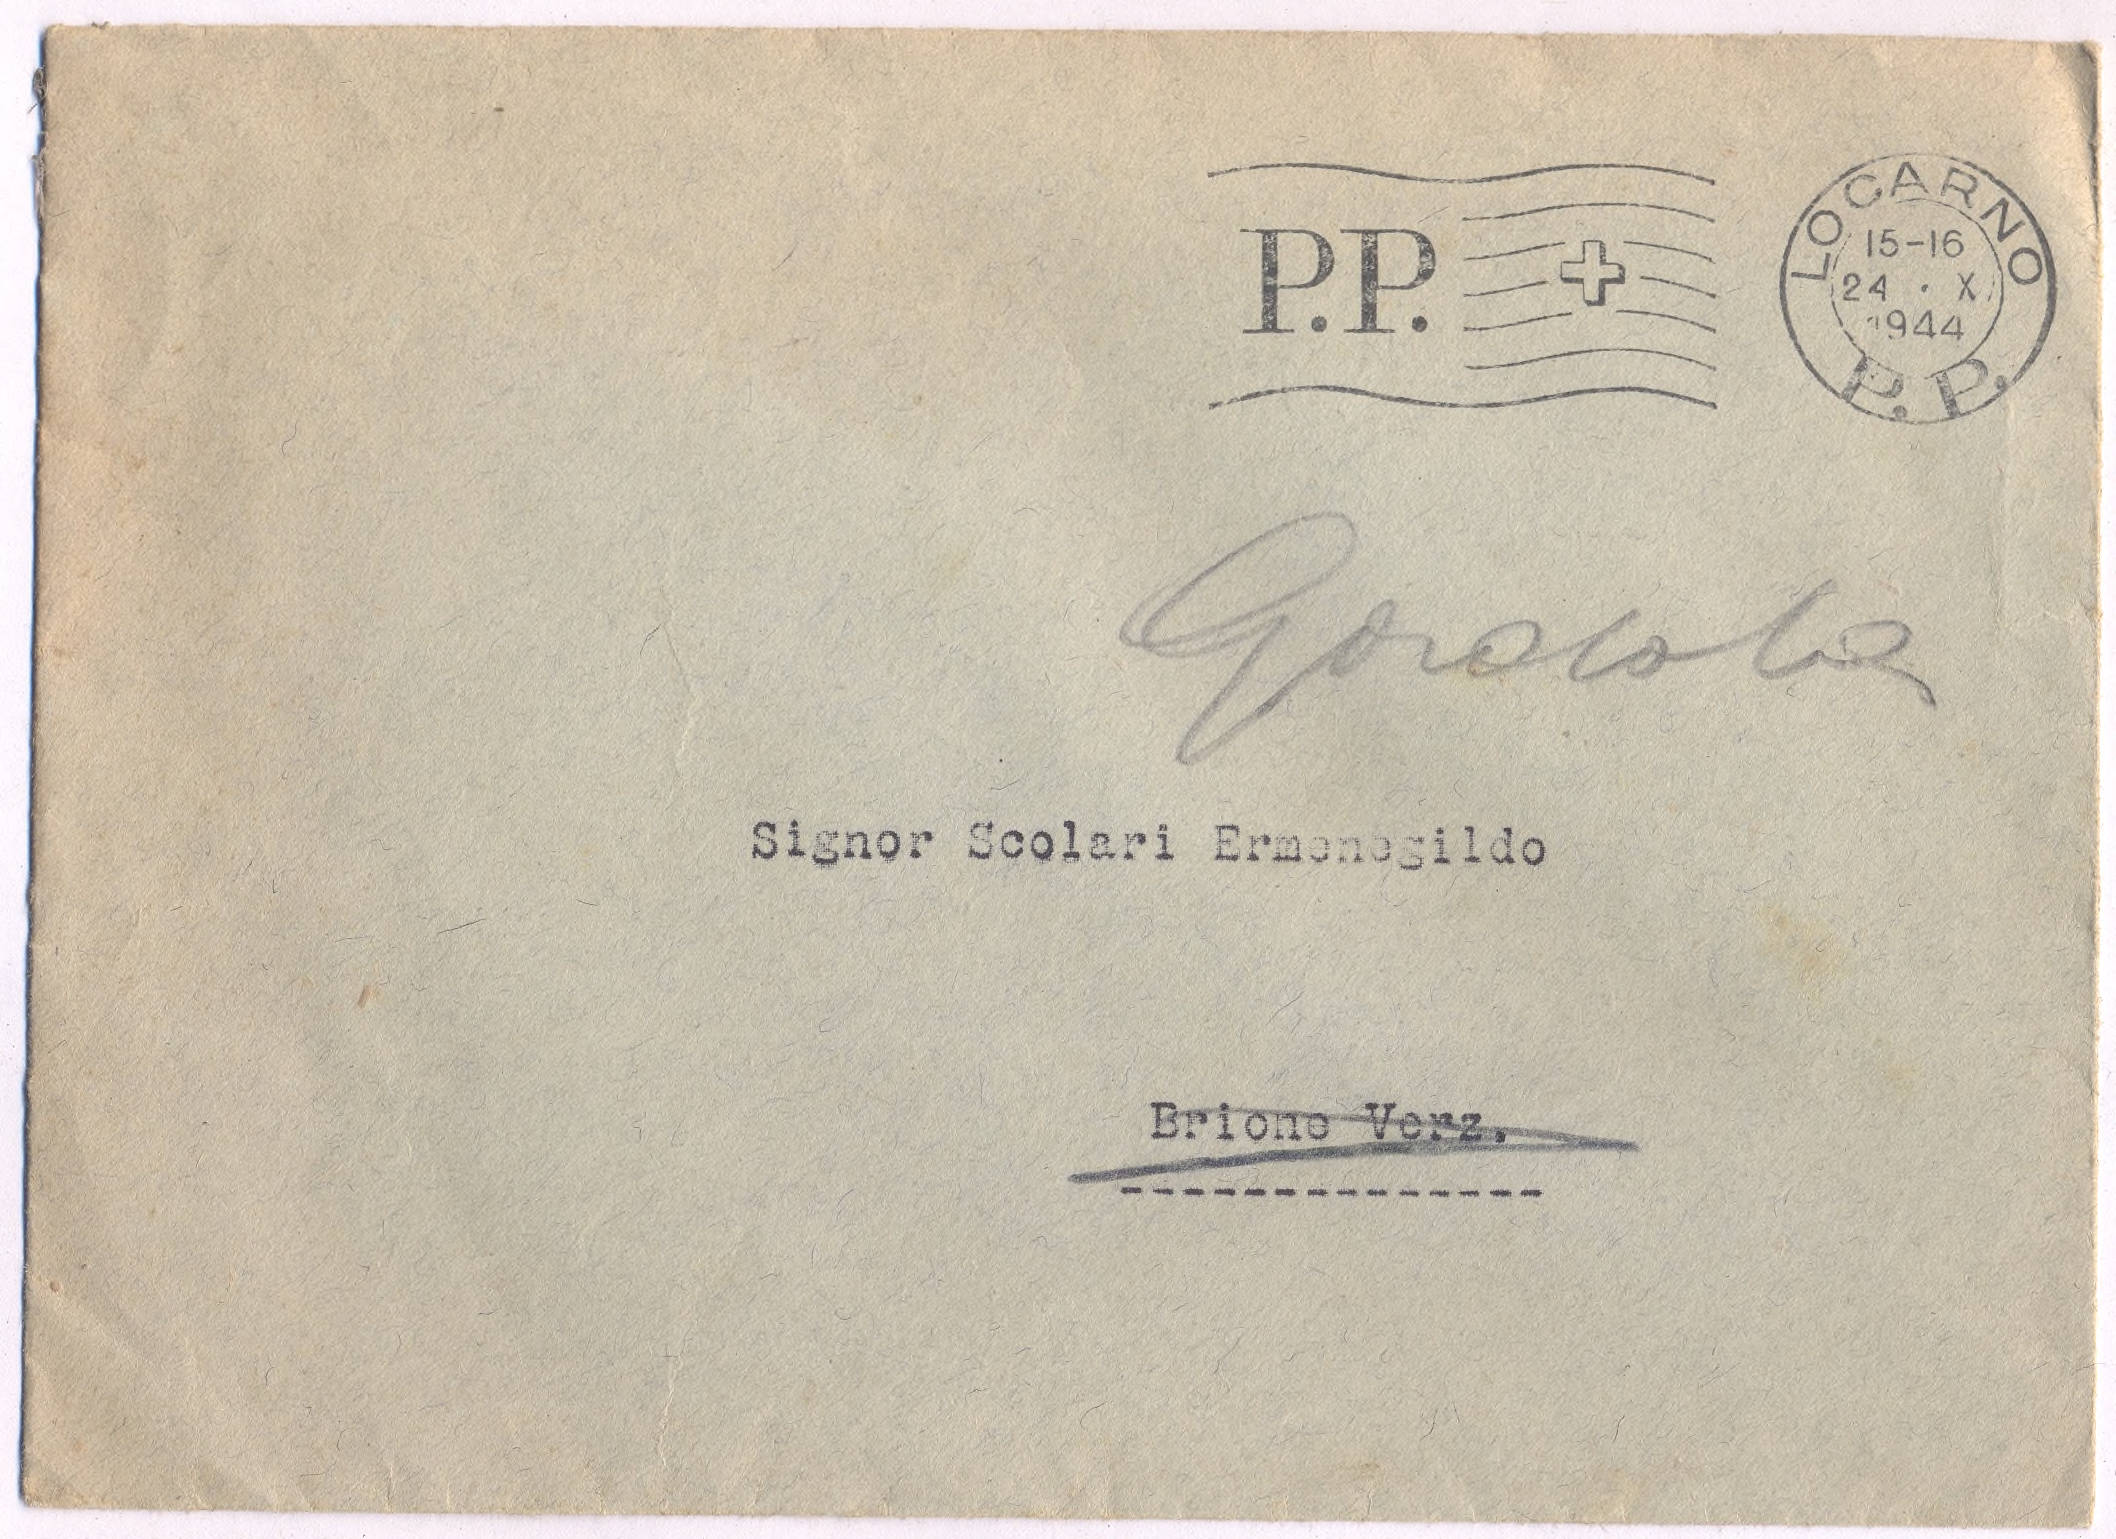 P.P.
LOCARNO
15-16
24 · X
1944
P.P.
Gordola
Signor Scolari Ermenegildo
Brione Verz.